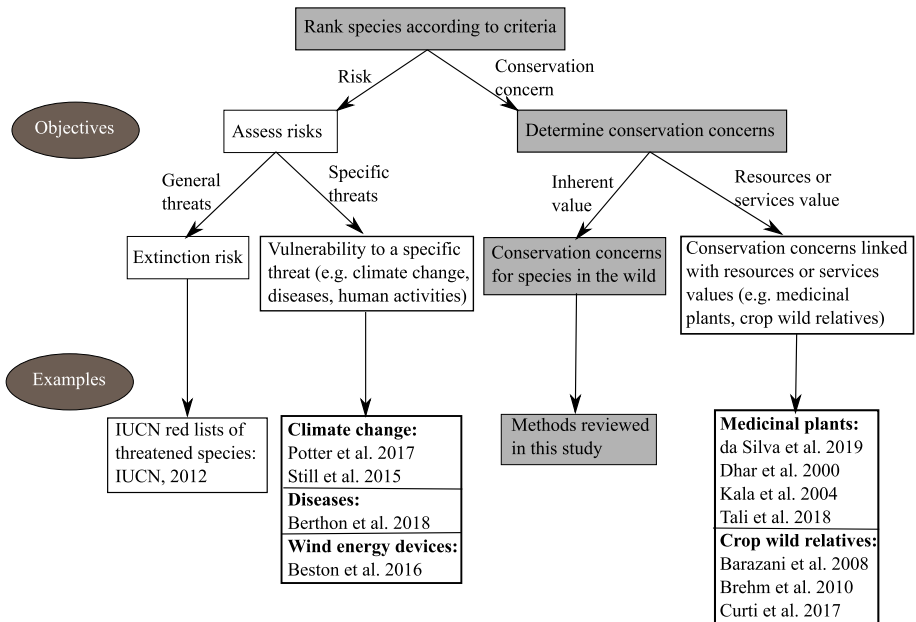 Rank species according to criteria
Risk
Conservation
concern
Objectives
Assess risks
Determine conservation concerns
General
threats
Specific
threats
Inherent
value
Resources or
services value
Extinction risk
Vulnerability to a specific
threat (e.g. climate change,
diseases, human activities)
Conservation concerns
for species in the wild
Conservation concerns linked
with resources or services
values (e.g. medicinal
plants, crop wild relatives)
Examples
IUCN red lists of
threatened species:
IUCN, 2012
Climate change:
Potter et al. 2017
Still et al. 2015
Diseases:
Berthon et al. 2018
Wind energy devices:
Beston et al. 2016
Methods reviewed
in this study
Medicinal plants:
da Silva et al. 2019
Dhar et al. 2000
Kala et al. 2004
Tali et al. 2018
Crop wild relatives:
Barazani et al. 2008
Brehm et al. 2010
Curti et al. 2017